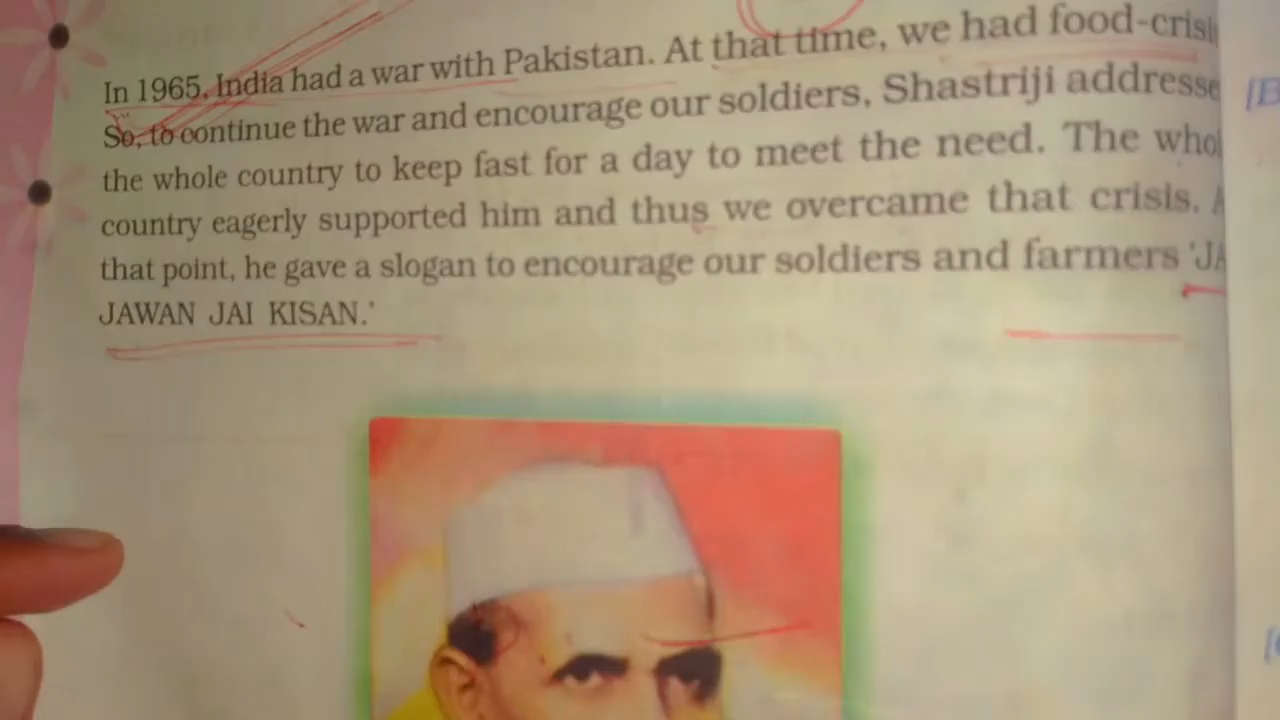 In 1965, India had a war with Pakistan. At that time, we had food-crisi
So, to continue the war and encourage our soldiers, Shastriji addresse
the whole country to keep fast for a day to meet the need. The whol
country eagerly supported him and thus we overcame that crisis. A
that point, he gave a slogan to encourage our soldiers and farmers 'JA
JAWAN JAI KISAN.'